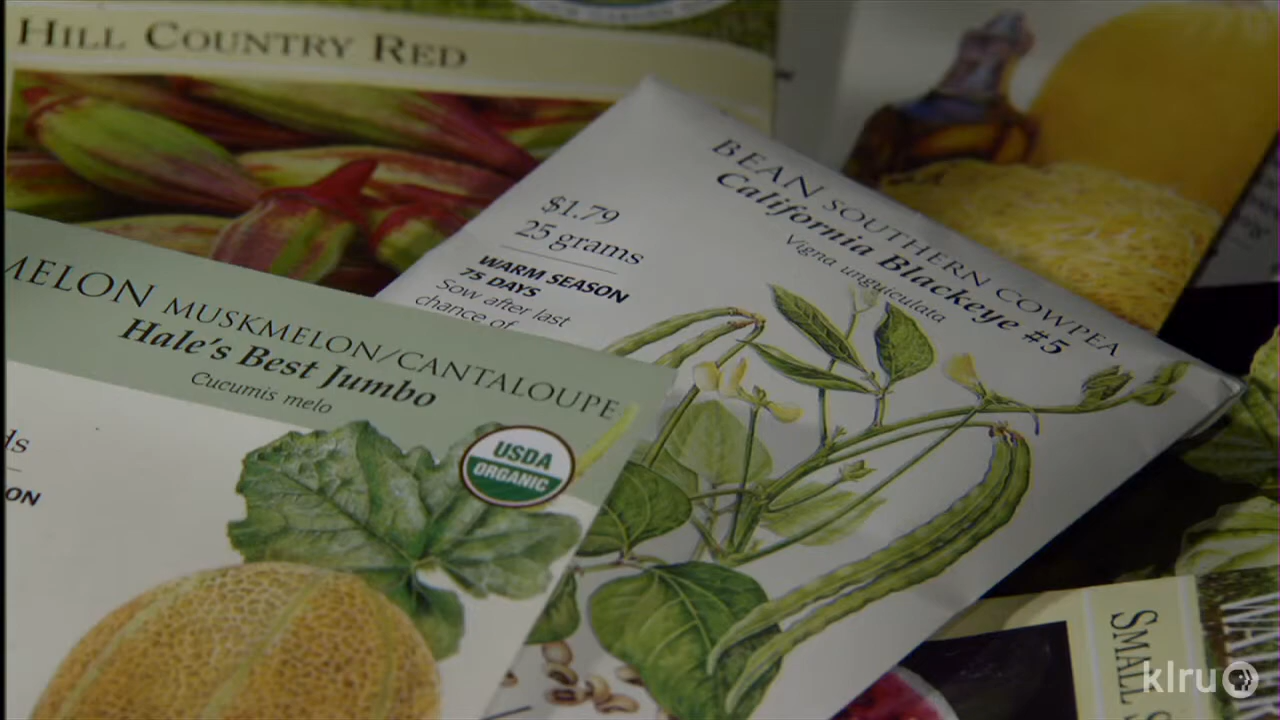 HILL COUNTRY RED
BEAN SOUTHERN COWPEA
California Blackeye #5
Vigna unguiculata
$1.79
25 grams
WARM SEASON
75 DAYS
Sow after last
chance of
MELON MUSKMELON/CANTALOUPE
Hale's Best Jumbo
Cucumis melo
USDA
ORGANIC
SMALL
klru